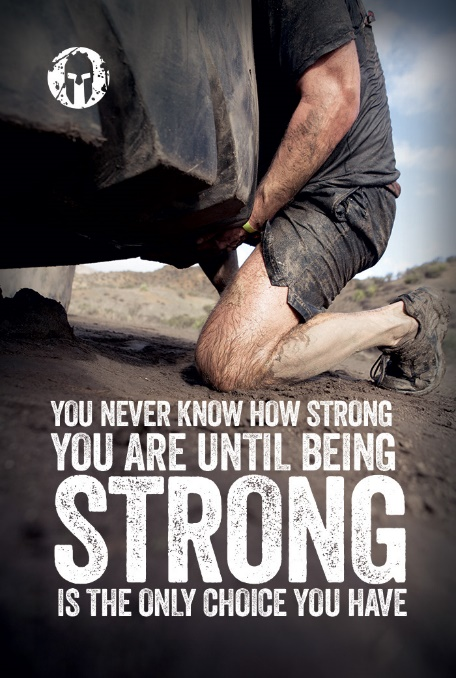 YOU NEVER KNOW HOW STRONG
YOU ARE UNTIL BEING
STRONG
IS THE ONLY CHOICE YOU HAVE